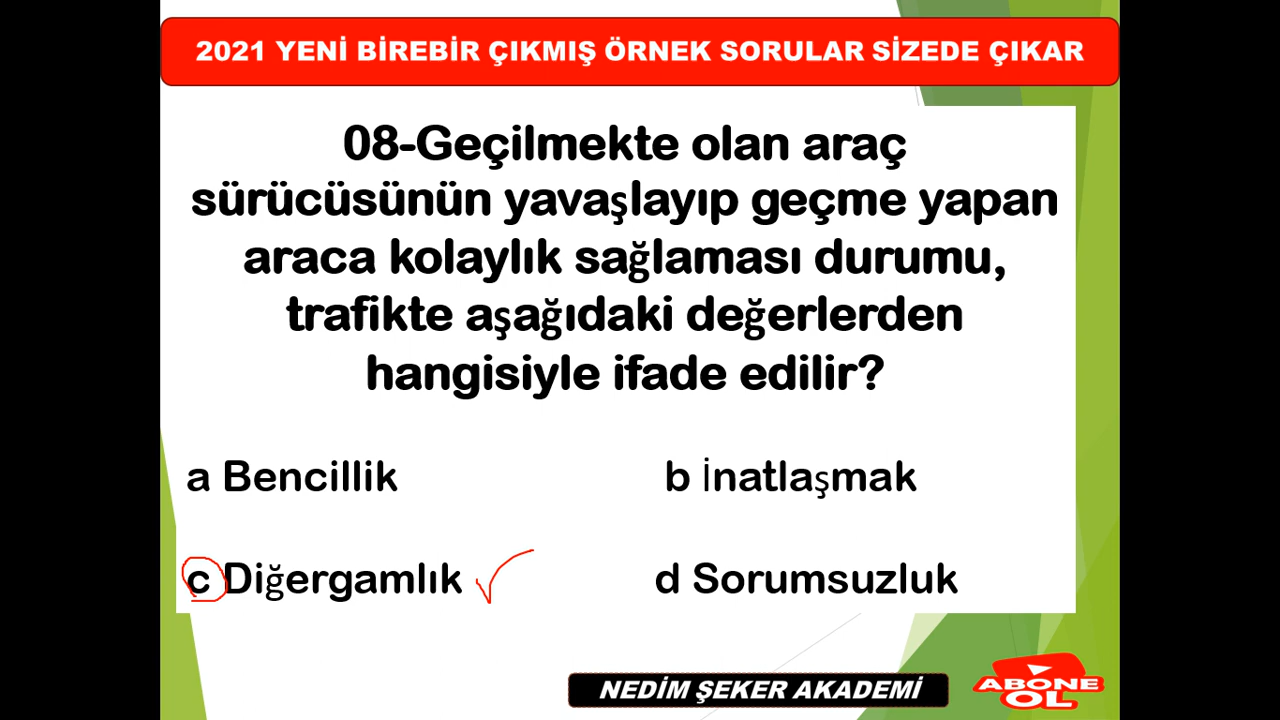 2021 YENİ BİREBİR ÇIKMIŞ ÖRNEK SORULAR SİZEDE ÇIKAR
08-Geçilmekte olan araç
sürücüsünün yavaşlayıp geçme yapan
araca kolaylık sağlaması durumu,
trafikte aşağıdaki değerlerden
hangisiyle ifade edilir?
a Bencillik
b İnatlaşmak
c Diğergamlık
d Sorumsuzluk
NEDİM ŞEKER AKADEMİ
ABONE
OL